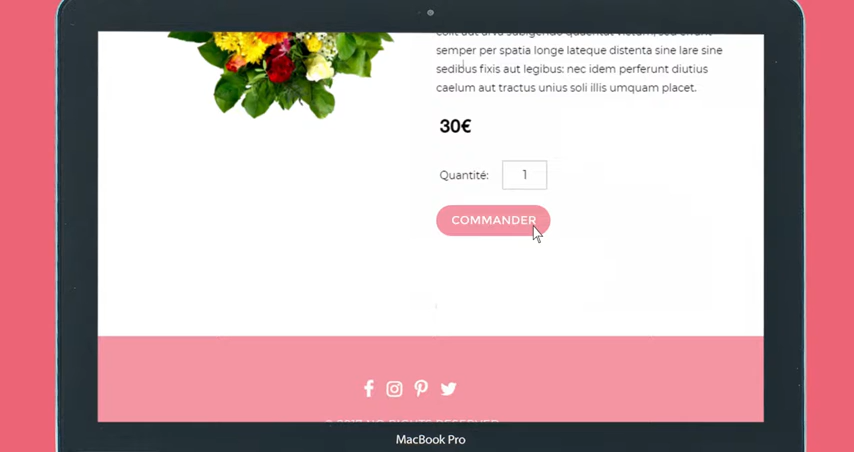 semper per spatia longe lateque distenta sine lare sine
sedibus fixis aut legibus: nec idem perferunt diutius
caelum aut tractus unius soli illis umquam placet.
30€
Quantité: 1
COMMANDER
MacBook Pro